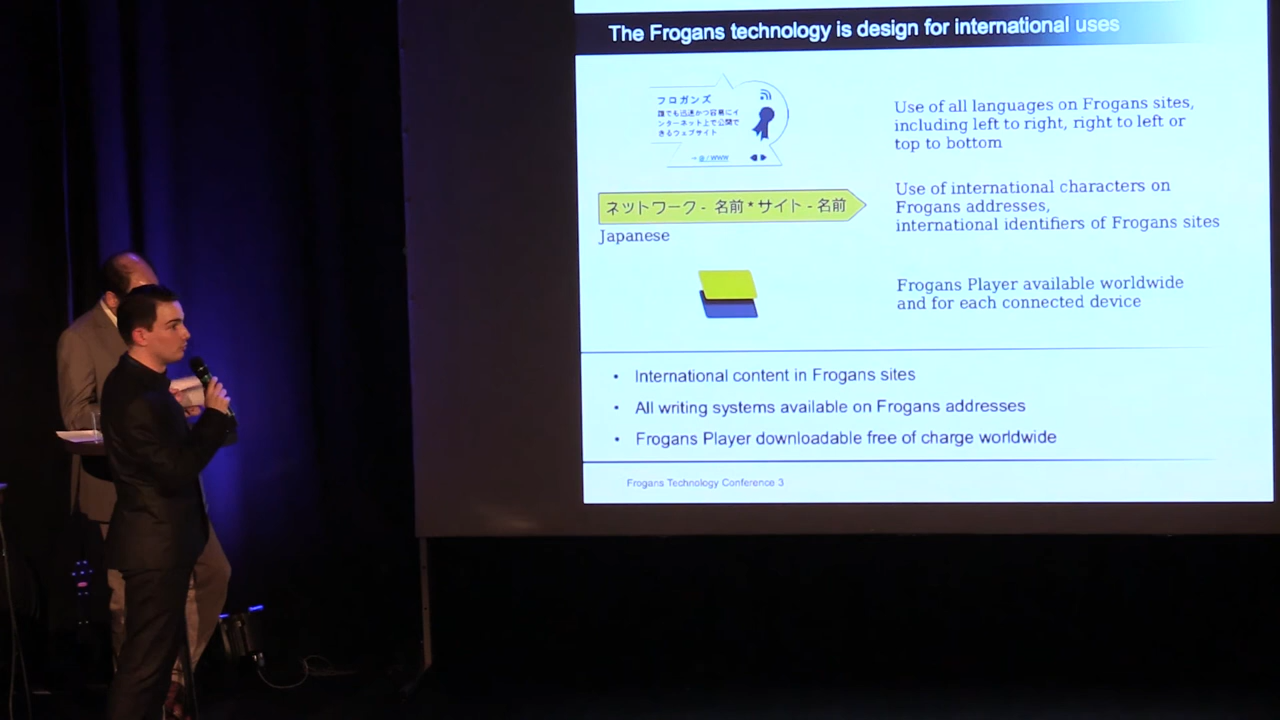 The Frogans technology is design for international uses
フロガンズ
誰でも迅速かつ容易にイ
ンターネット上で公開で
きるウェブサイト
→ @ / WWW
Use of all languages on Frogans sites,
including left to right, right to left or
top to bottom
ネットワーク - 名前 * サイト - 名前
Japanese
Use of international characters on
Frogans addresses,
international identifiers of Frogans sites
Frogans Player available worldwide
and for each connected device
• International content in Frogans sites
• All writing systems available on Frogans addresses
• Frogans Player downloadable free of charge worldwide
Frogans Technology Conference 3